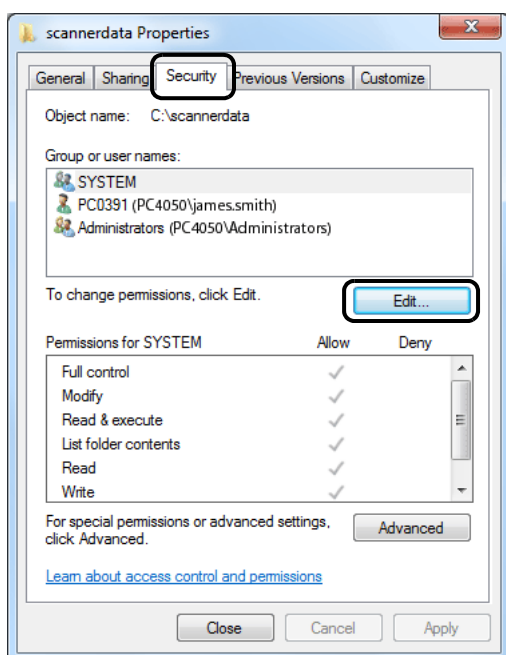 scannerdata Properties
General Sharing Security Previous Versions Customize
Object name: C:\scannerdata
Group or user names:
SYSTEM
PC0391 (PC4050\james.smith)
Administrators (PC4050\Administrators)
To change permissions, click Edit.
Edit...
Permissions for SYSTEM Allow Deny
Full control
Modify
Read & execute
List folder contents
Read
Write
For special permissions or advanced settings,
click Advanced.
Advanced
Learn about access control and permissions
Close Cancel Apply